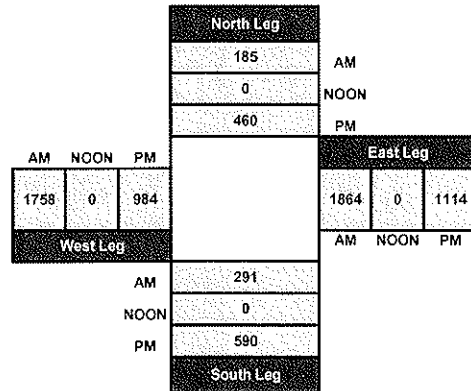 North Leg
185 AM
0 NOON
460 PM
AM NOON PM
East Leg
1758 0 984
1864 0 1114
West Leg
AM NOON PM
AM 291
NOON 0
PM 590
South Leg